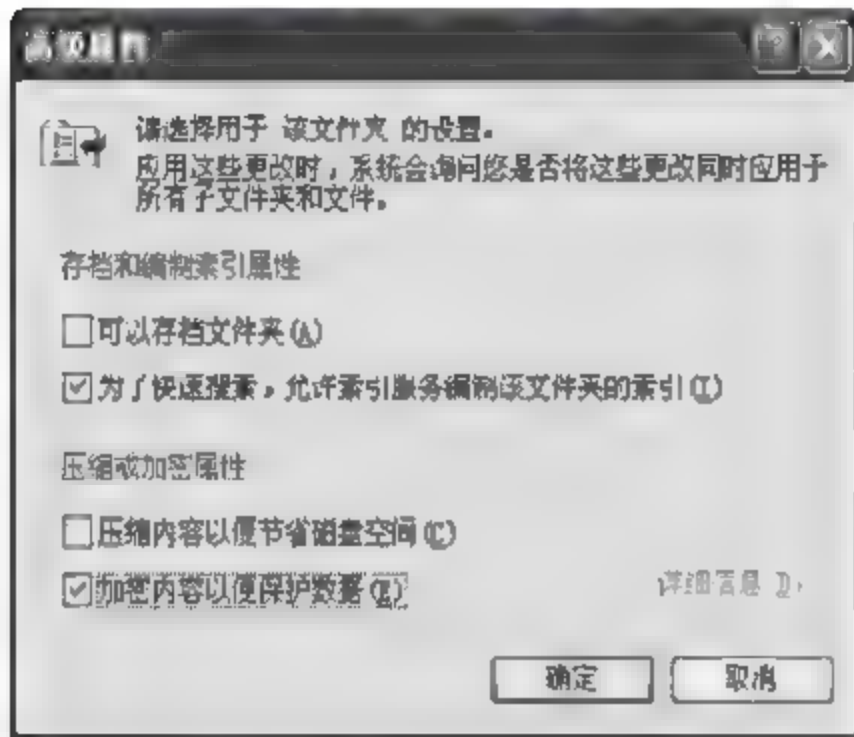 高级属性
请选择用于 该文件夹 的设置。
应用这些更改时，系统会询问您是否将这些更改同时应用于
所有子文件夹和文件。
存档和编制索引属性
可以存档文件夹(A)
为了快速搜索，允许索引服务编制该文件夹的索引(I)
压缩或加密属性
压缩内容以便节省磁盘空间(C)
加密内容以便保护数据(E)
详细信息(D)
确定
取消